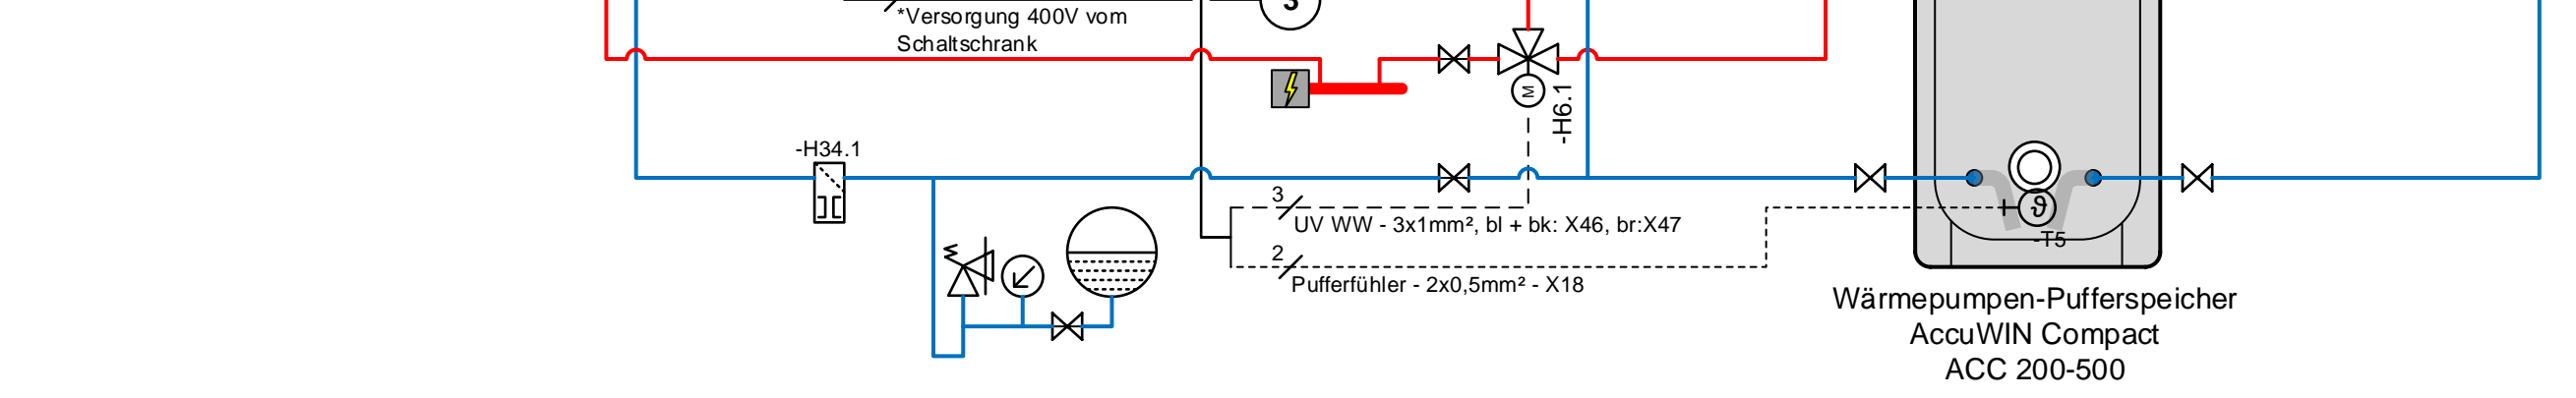 3
*Versorgung 400V vom
Schaltschrank
M
-H6.1
-H34.1
3
UV WW - 3x1mm², bl + bk: X46, br:X47
ϑ
-T5
2
Pufferfühler - 2x0,5mm² - X18
Wärmepumpen-Pufferspeicher
AccuWIN Compact
ACC 200-500